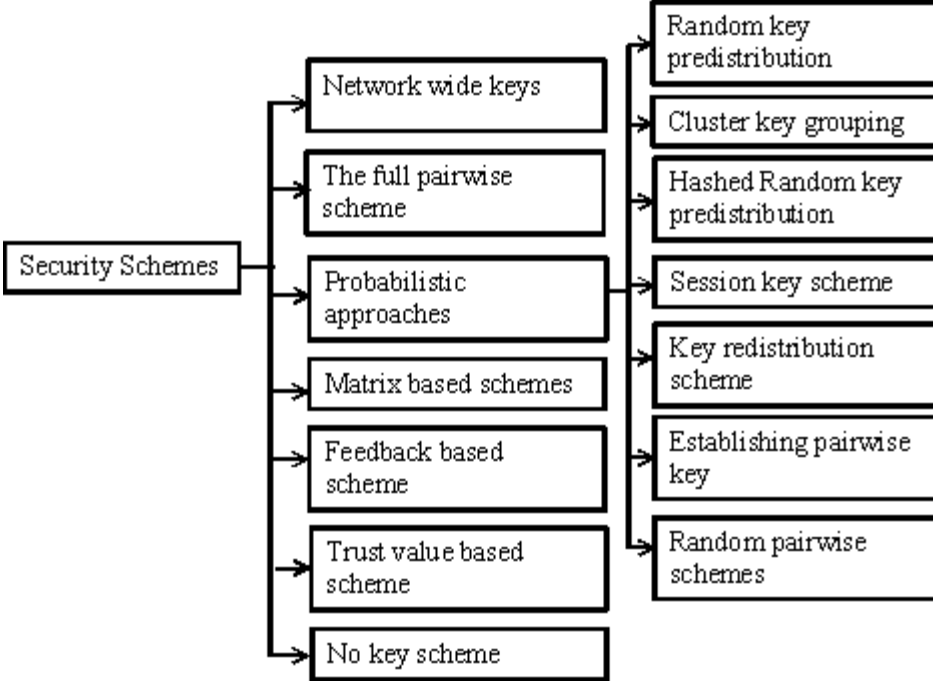 Security Schemes
Network wide keys
The full pairwise
scheme
Probabilistic
approaches
Matrix based schemes
Feedback based
scheme
Trust value based
scheme
No key scheme
Random key
predistribution
Cluster key grouping
Hashed Random key
predistribution
Session key scheme
Key redistribution
scheme
Establishing pairwise
key
Random pairwise
schemes